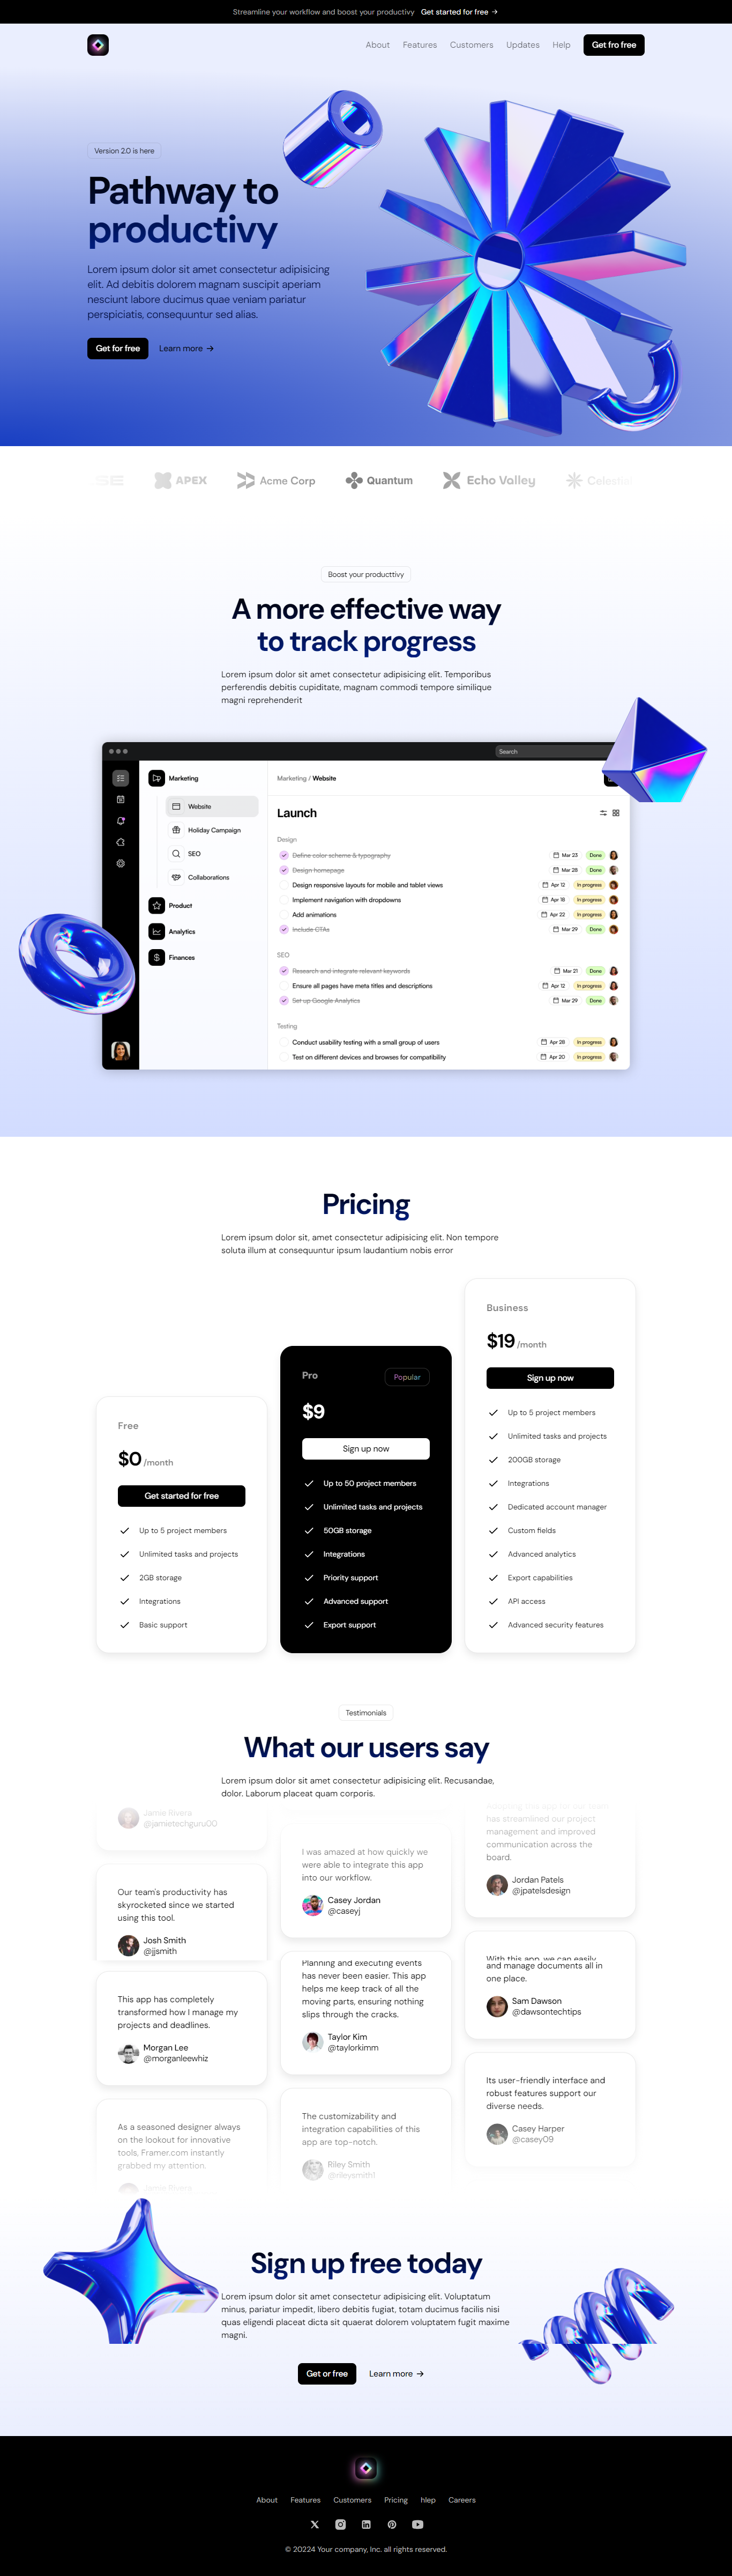 Streamline your workflow and boost your productivy Get started for free →
About Features Customers Updates Help Get fro free
Version 2.0 is here
Pathway to
productivy
Lorem ipsum dolor sit amet consectetur adipisicing
elit. Ad debitis dolorem magnam suscipit aperiam
nesciunt labore ducimus quae veniam pariatur
perspiciatis, consequuntur sed alias.
Get for free Learn more →
SE APEX Acme Corp Quantum Echo Valley Celestial
Boost your producttivy
A more effective way
to track progress
Lorem ipsum dolor sit amet consectetur adipisicing elit. Temporibus
perferendis debitis cupiditate, magnam commodi tempore similique
magni reprehenderit
Search
Marketing
Website
Holiday Campaign
SEO
Collaborations
Product
Analytics
Finances
Marketing / Website
Launch
Design
Define color scheme & typography Mar 23 Done
Design homepage Mar 28 Done
Design responsive layouts for mobile and tablet views Apr 12 In progress
Implement navigation with dropdowns Apr 18 In progress
Add animations Apr 22 In progress
Include CTAs Mar 29 Done
SEO
Research and integrate relevant keywords Mar 21 Done
Ensure all pages have meta titles and descriptions Apr 12 In progress
Set up Google Analytics Mar 29 Done
Testing
Conduct usability testing with a small group of users Apr 28 In progress
Test on different devices and browses for compatibility Apr 20 In progress
Pricing
Lorem ipsum dolor sit, amet consectetur adipisicing elit. Non tempore
soluta illum at consequuntur ipsum laudantium nobis error
Free
$0 /month
Get started for free
Up to 5 project members
Unlimited tasks and projects
2GB storage
Integrations
Basic support
Pro Popular
$9
Sign up now
Up to 50 project members
Unlimited tasks and projects
50GB storage
Integrations
Priority support
Advanced support
Export support
Business
$19 /month
Sign up now
Up to 5 project members
Unlimited tasks and projects
200GB storage
Integrations
Dedicated account manager
Custom fields
Advanced analytics
Export capabilities
API access
Advanced security features
Testimonials
What our users say
Lorem ipsum dolor sit amet consectetur adipisicing elit. Recusandae,
dolor. Laborum placeat quam corporis.
Jamie Rivera
@jamietechguru00
Our team's productivity has
skyrocketed since we started
using this tool.
Josh Smith
@jjsmith
This app has completely
transformed how I manage my
projects and deadlines.
Morgan Lee
@morganleewhiz
As a seasoned designer always
on the lookout for innovative
tools, Framer.com instantly
grabbed my attention.
I was amazed at how quickly we
were able to integrate this app
into our workflow.
Casey Jordan
@caseyj
Planning and executing events
has never been easier. This app
helps me keep track of all the
moving parts, ensuring nothing
slips through the cracks.
Taylor Kim
@taylorkimm
The customizability and
integration capabilities of this
app are top-notch.
Riley Smith
@rileysmith1
Adopting this app for our team
has streamlined our project
management and improved
communication across the
board.
Jordan Patels
@jpatelsdesign
With this app, we can easily
and manage documents all in
one place.
Sam Dawson
@dawsontechtips
Its user-friendly interface and
robust features support our
diverse needs.
Casey Harper
@casey09
Sign up free today
Lorem ipsum dolor sit amet consectetur adipisicing elit. Voluptatum
minus, pariatur impedit, libero debitis fugiat, totam ducimus facilis nisi
quas eligendi placeat dicta sit quaerat dolorem voluptatem fugit maxime
magni.
Get or free Learn more →
About Features Customers Pricing hlep Careers
© 20224 Your company, Inc. all rights reserved.